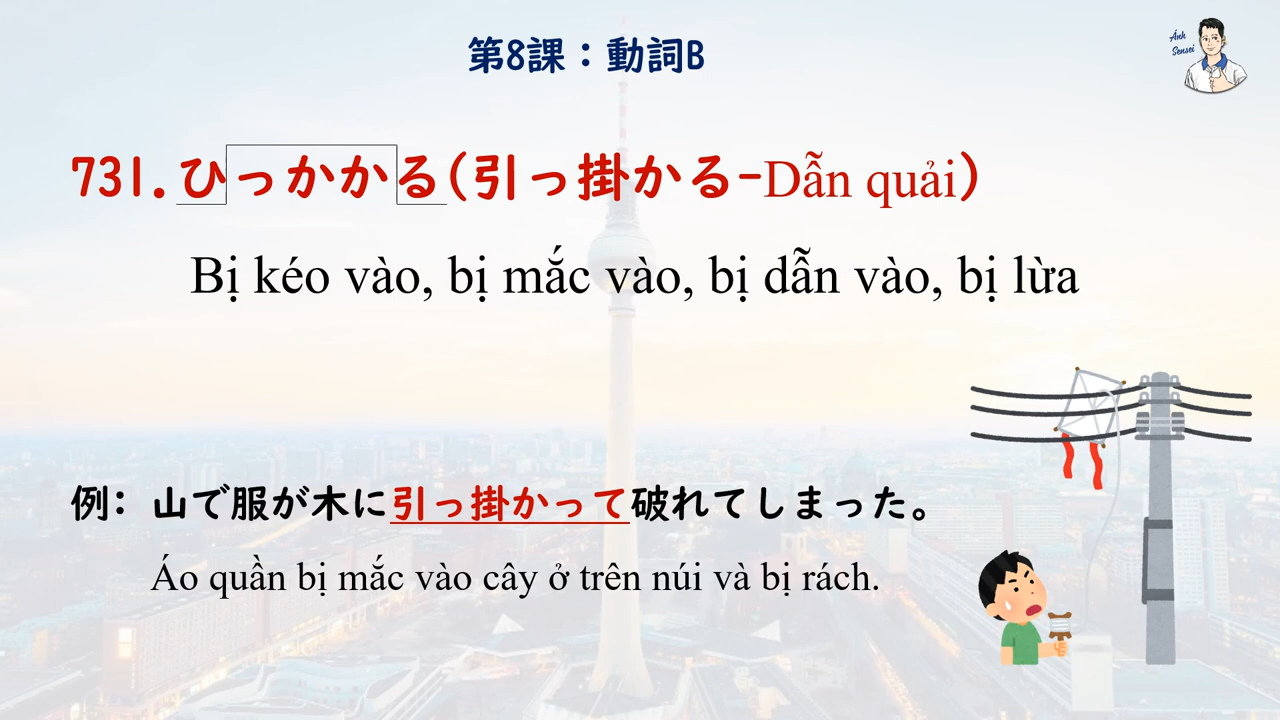 第8課：動詞B
Ánh Sensei
731.ひっかかる(引っ掛かる-Dẫn quải)
Bị kéo vào, bị mắc vào, bị dẫn vào, bị lừa
例: 山で服が木に引っ掛かって破れてしまった。
Áo quần bị mắc vào cây ở trên núi và bị rách.